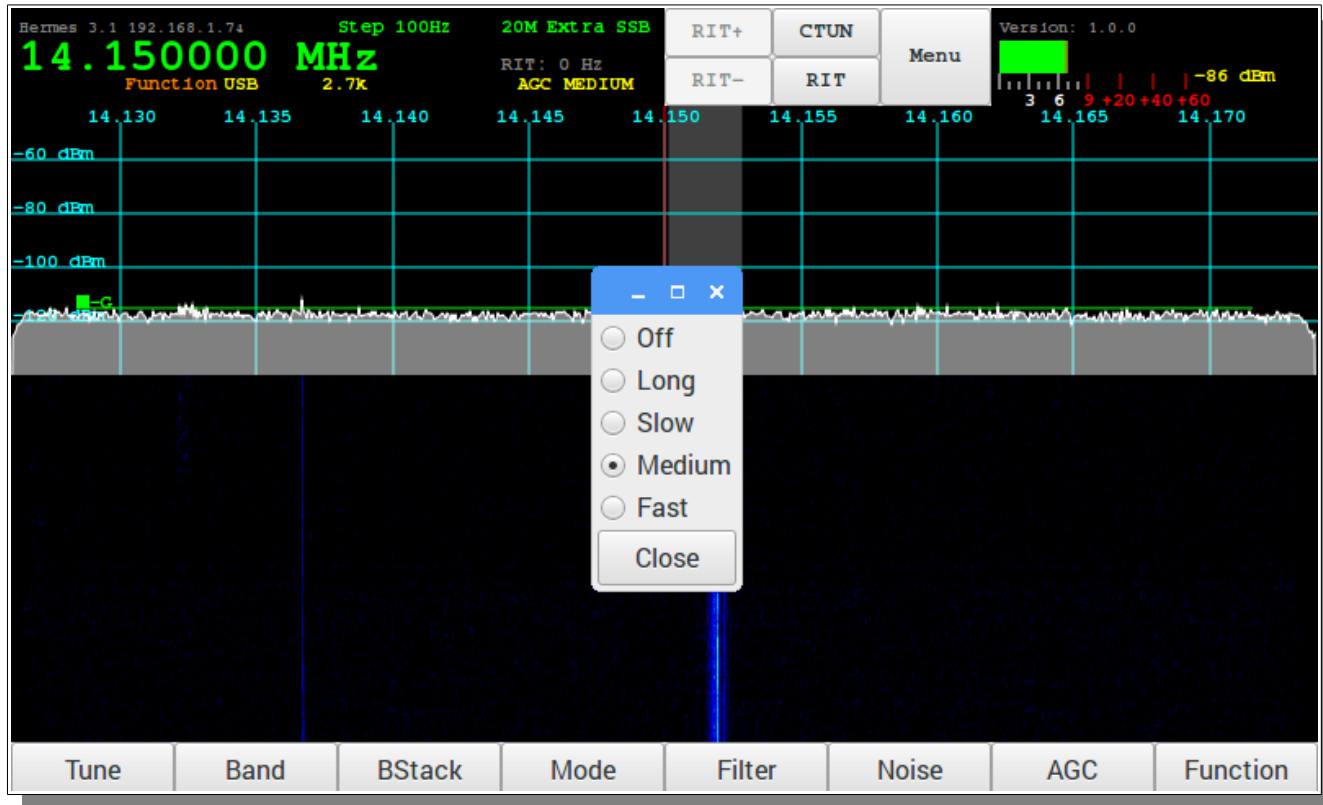 Hermes 3.1 192.168.1.74 Step 100Hz 20M Extra SSB
14.150000 MHz RIT: 0 Hz
Function USB 2.7k AGC MEDIUM
RIT+ CTUN Menu
RIT- RIT
Version: 1.0.0
-86 dBm
3 6 9 +20 +40 +60
14.130 14.135 14.140 14.145 14.150 14.155 14.160 14.165 14.170
-60 dBm
-80 dBm
-100 dBm
-G
-120 dBm
Off
Long
Slow
Medium
Fast
Close
Tune Band BStack Mode Filter Noise AGC Function